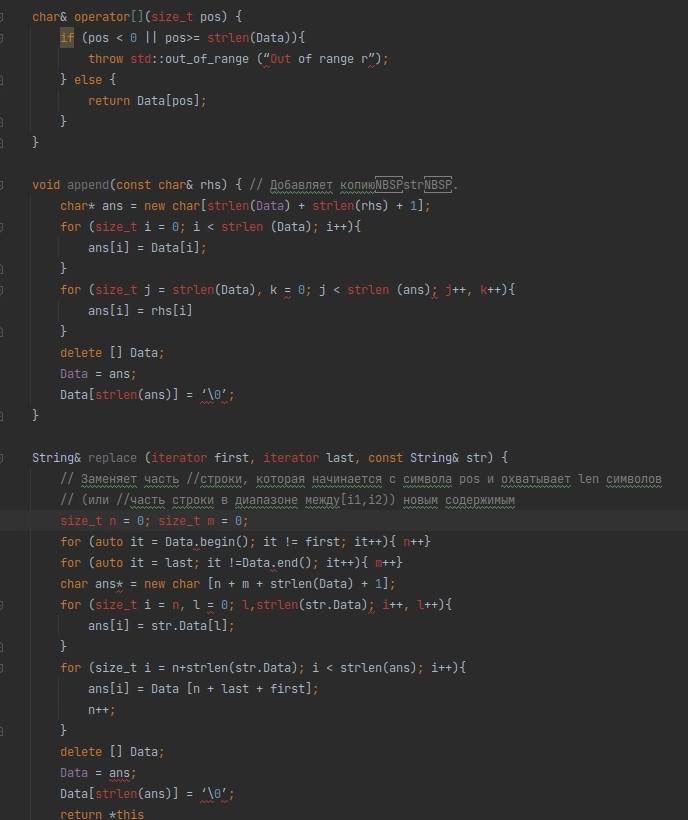 char& operator[](size_t pos) {
if (pos < 0 || pos>= strlen(Data)){
throw std::out_of_range (“Out of range r”);
} else {
return Data[pos];
}
}
void append(const char& rhs) { // Добавляет копиюNBSPstrNBSP.
char* ans = new char[strlen(Data) + strlen(rhs) + 1];
for (size_t i = 0; i < strlen (Data); i++){
ans[i] = Data[i];
}
for (size_t j = strlen(Data), k = 0; j < strlen (ans); j++, k++){
ans[i] = rhs[i]
}
delete [] Data;
Data = ans;
Data[strlen(ans)] = ‘\0’;
}
String& replace (iterator first, iterator last, const String& str) {
// Заменяет часть //строки, которая начинается с символа pos и охватывает len символов
// (или //часть строки в диапазоне между[i1,i2)) новым содержимым
size_t n = 0; size_t m = 0;
for (auto it = Data.begin(); it != first; it++){ n++}
for (auto it = last; it !=Data.end(); it++){ m++}
char ans* = new char [n + m + strlen(Data) + 1];
for (size_t i = n, l = 0; l,strlen(str.Data); i++, l++){
ans[i] = str.Data[l];
}
for (size_t i = n+strlen(str.Data); i < strlen(ans); i++){
ans[i] = Data [n + last + first];
n++;
}
delete [] Data;
Data = ans;
Data[strlen(ans)] = ‘\0’;
return *this